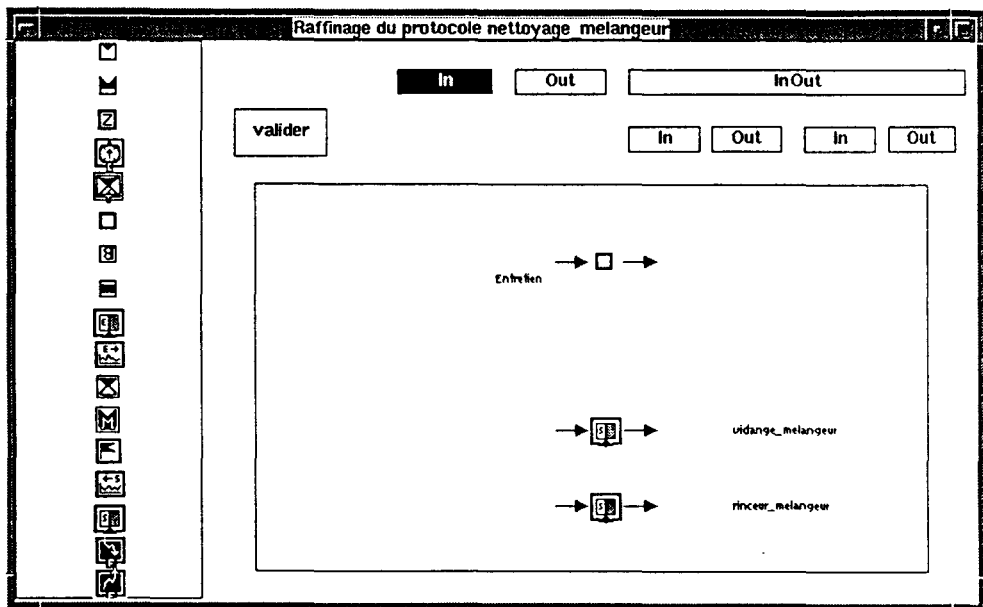 Raffinage du protocole nettoyage_melangeur
In Out InOut
valider
In Out In Out
Entretien
vidange_melangeur
rinceur_melangeur
Z
B
M